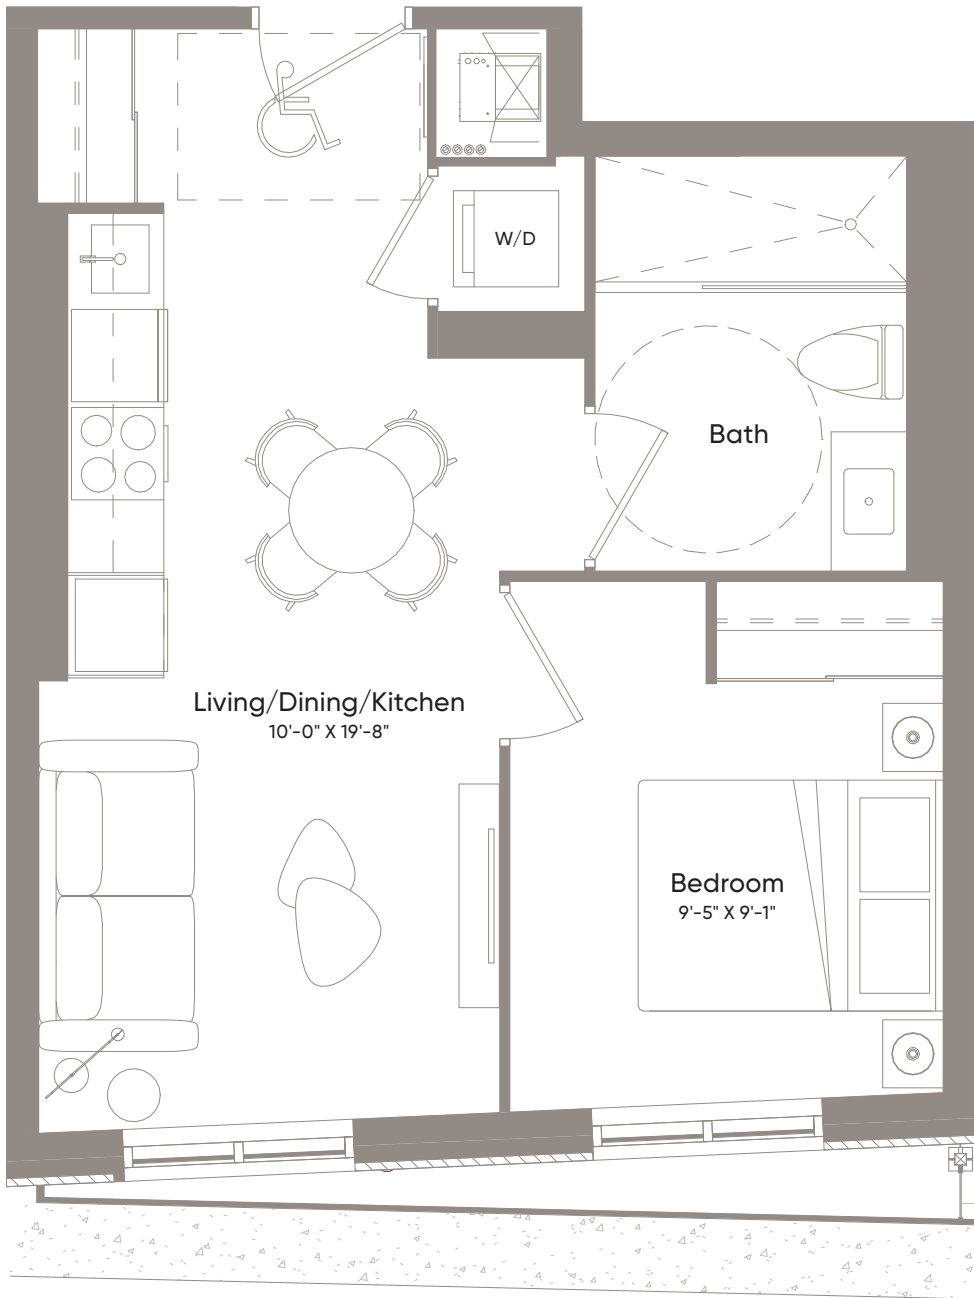 W/D
Bath
Living/Dining/Kitchen
10'-0" X 19'-8"
Bedroom
9'-5" X 9'-1"